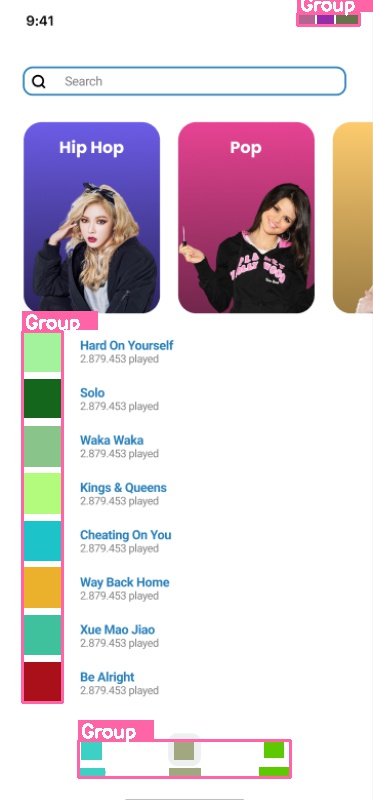 Group
9:41
Search
Hip Hop
Pop
Group
Hard On Yourself
2.879.453 played
Solo
2.879.453 played
Waka Waka
2.879.453 played
Kings & Queens
2.879.453 played
Cheating On You
2.879.453 played
Way Back Home
2.879.453 played
Xue Mao Jiao
2.879.453 played
Be Alright
2.879.453 played
Group